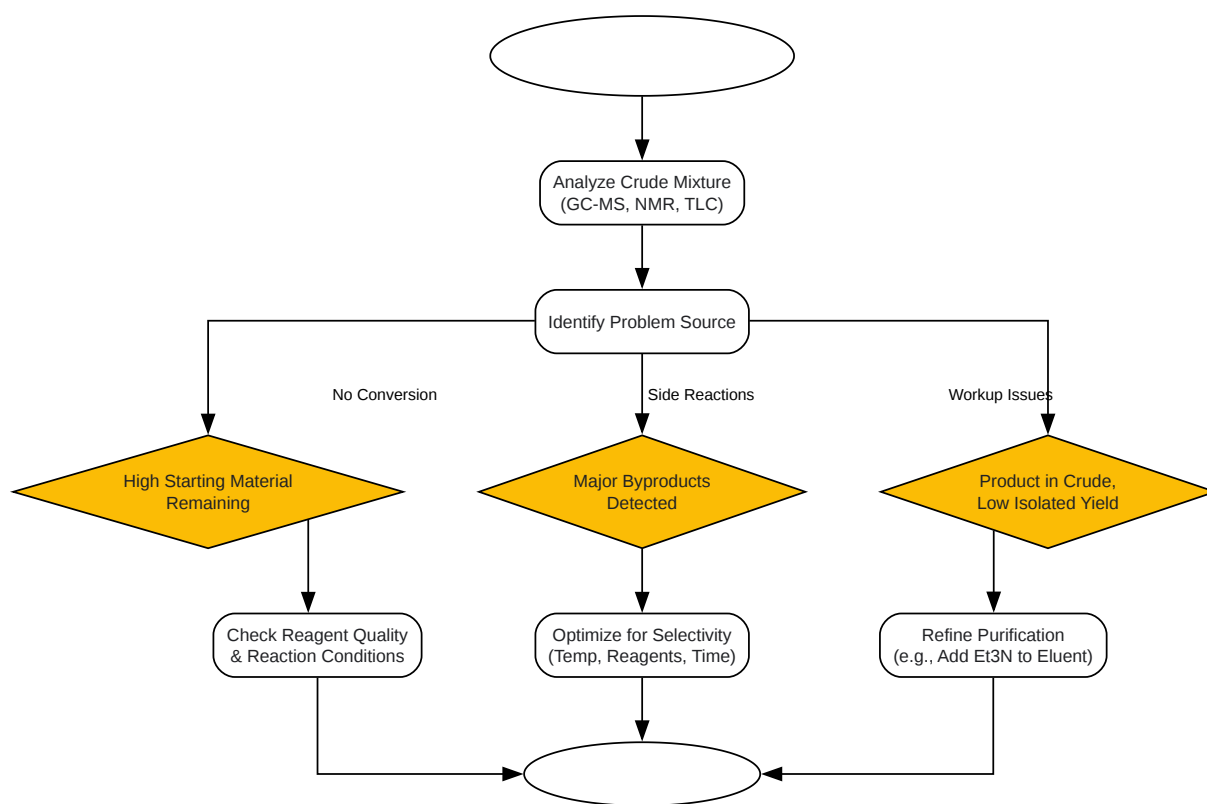 Analyze Crude Mixture
(GC-MS, NMR, TLC)
Identify Problem Source
No Conversion
Side Reactions
Workup Issues
High Starting Material
Remaining
Major Byproducts
Detected
Product in Crude,
Low Isolated Yield
Check Reagent Quality
& Reaction Conditions
Optimize for Selectivity
(Temp, Reagents, Time)
Refine Purification
(e.g., Add Et3N to Eluent)